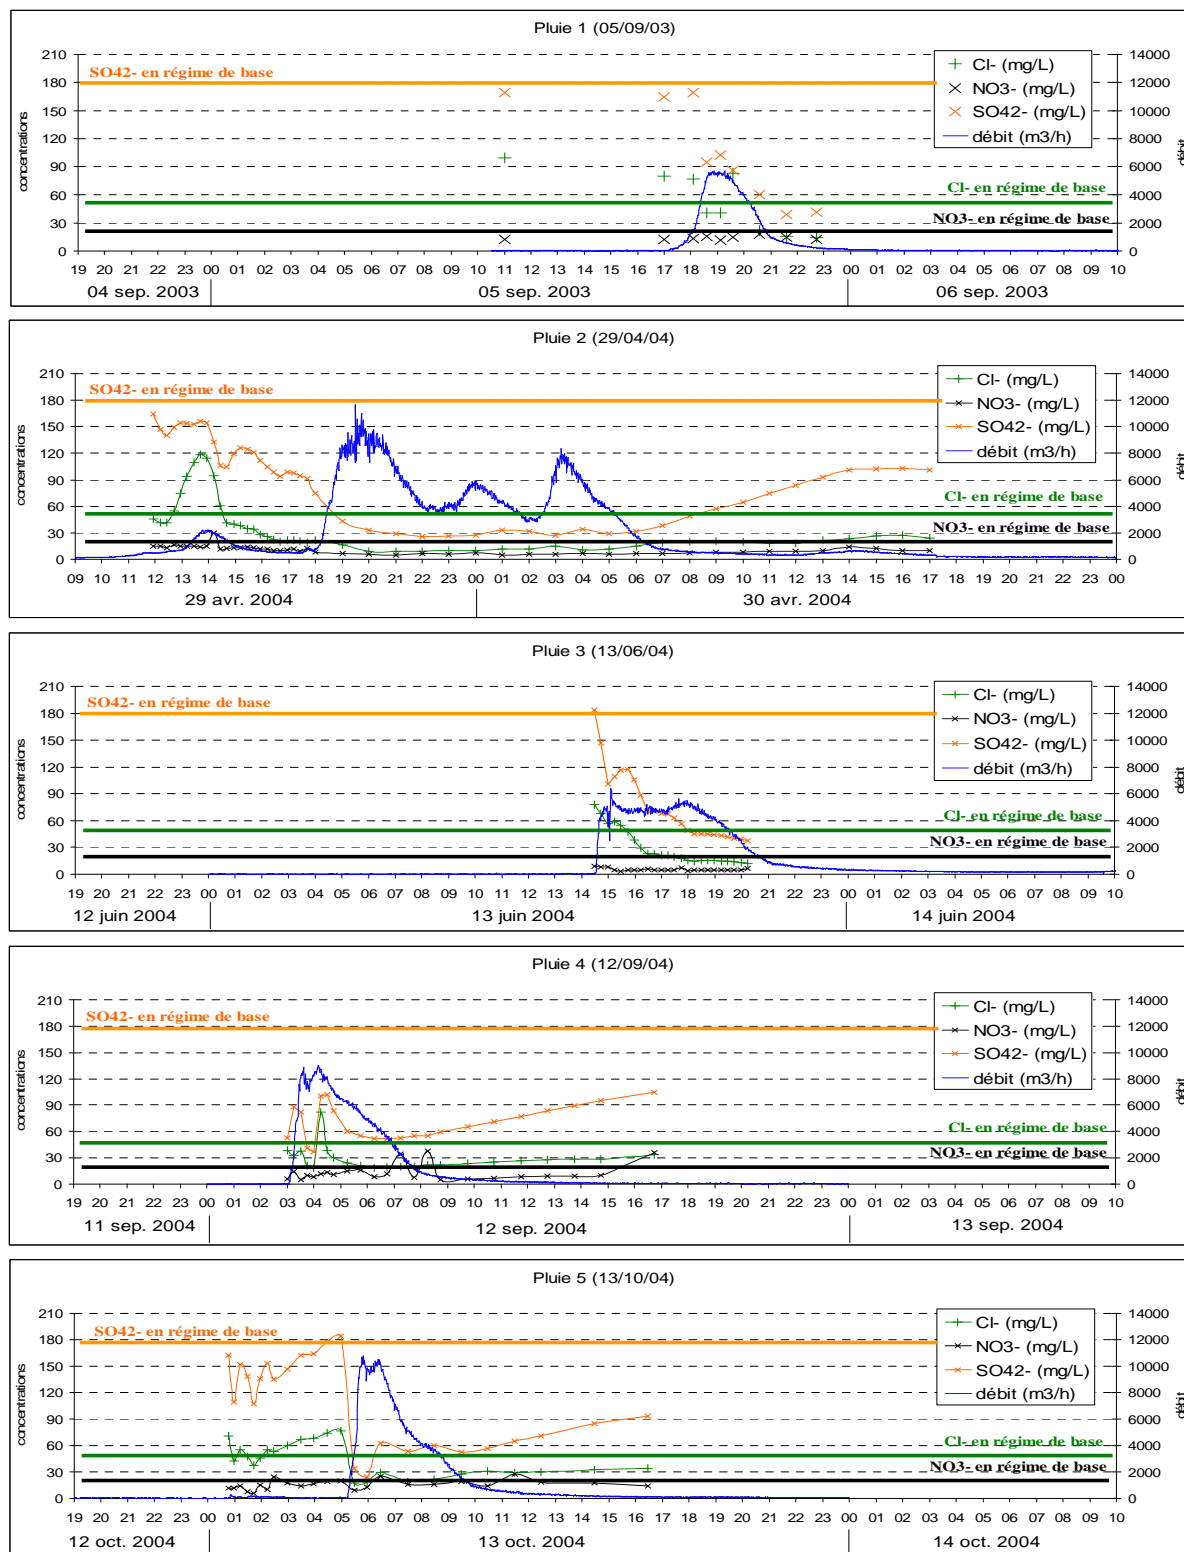 Pluie 1 (05/09/03)
210 180 150 120 90 60 30 0
concentrations
SO42- en régime de base
Cl- (mg/L)
NO3- (mg/L)
SO42- (mg/L)
débit (m3/h)
Cl- en régime de base
NO3- en régime de base
14000 12000 10000 8000 6000 4000 2000 0
débit
19 20 21 22 23 00 01 02 03 04 05 06 07 08 09 10 11 12 13 14 15 16 17 18 19 20 21 22 23 00 01 02 03 04 05 06 07 08 09 10
04 sep. 2003 05 sep. 2003 06 sep. 2003
Pluie 2 (29/04/04)
210 180 150 120 90 60 30 0
concentrations
SO42- en régime de base
Cl- (mg/L)
NO3- (mg/L)
SO42- (mg/L)
débit (m3/h)
Cl- en régime de base
NO3- en régime de base
14000 12000 10000 8000 6000 4000 2000 0
débit
09 10 11 12 13 14 15 16 17 18 19 20 21 22 23 00 01 02 03 04 05 06 07 08 09 10 11 12 13 14 15 16 17 18 19 20 21 22 23 00
29 avr. 2004 30 avr. 2004
Pluie 3 (13/06/04)
210 180 150 120 90 60 30 0
concentrations
SO42- en régime de base
Cl- (mg/L)
NO3- (mg/L)
SO42- (mg/L)
débit (m3/h)
Cl- en régime de base
NO3- en régime de base
14000 12000 10000 8000 6000 4000 2000 0
débit
19 20 21 22 23 00 01 02 03 04 05 06 07 08 09 10 11 12 13 14 15 16 17 18 19 20 21 22 23 00 01 02 03 04 05 06 07 08 09 10
12 juin 2004 13 juin 2004 14 juin 2004
Pluie 4 (12/09/04)
210 180 150 120 90 60 30 0
concentrations
SO42- en régime de base
Cl- (mg/L)
NO3- (mg/L)
SO42- (mg/L)
débit (m3/h)
Cl- en régime de base
NO3- en régime de base
14000 12000 10000 8000 6000 4000 2000 0
débit
19 20 21 22 23 00 01 02 03 04 05 06 07 08 09 10 11 12 13 14 15 16 17 18 19 20 21 22 23 00 01 02 03 04 05 06 07 08 09 10
11 sep. 2004 12 sep. 2004 13 sep. 2004
Pluie 5 (13/10/04)
210 180 150 120 90 60 30 0
concentrations
SO42- en régime de base
Cl- (mg/L)
NO3- (mg/L)
SO42- (mg/L)
débit (m3/h)
Cl- en régime de base
NO3- en régime de base
14000 12000 10000 8000 6000 4000 2000 0
débit
19 20 21 22 23 00 01 02 03 04 05 06 07 08 09 10 11 12 13 14 15 16 17 18 19 20 21 22 23 00 01 02 03 04 05 06 07 08 09 10
12 oct. 2004 13 oct. 2004 14 oct. 2004